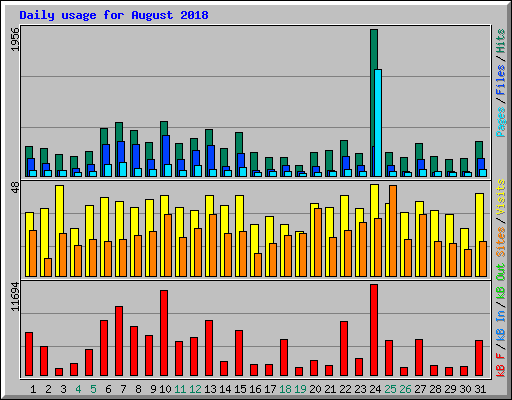 Daily usage for August 2018
1956
48
11694
Pages / Files / Hits
Sites / Visits
kB F / kB In / kB Out
1 2 3 4 5 6 7 8 9 10 11 12 13 14 15 16 17 18 19 20 21 22 23 24 25 26 27 28 29 30 31